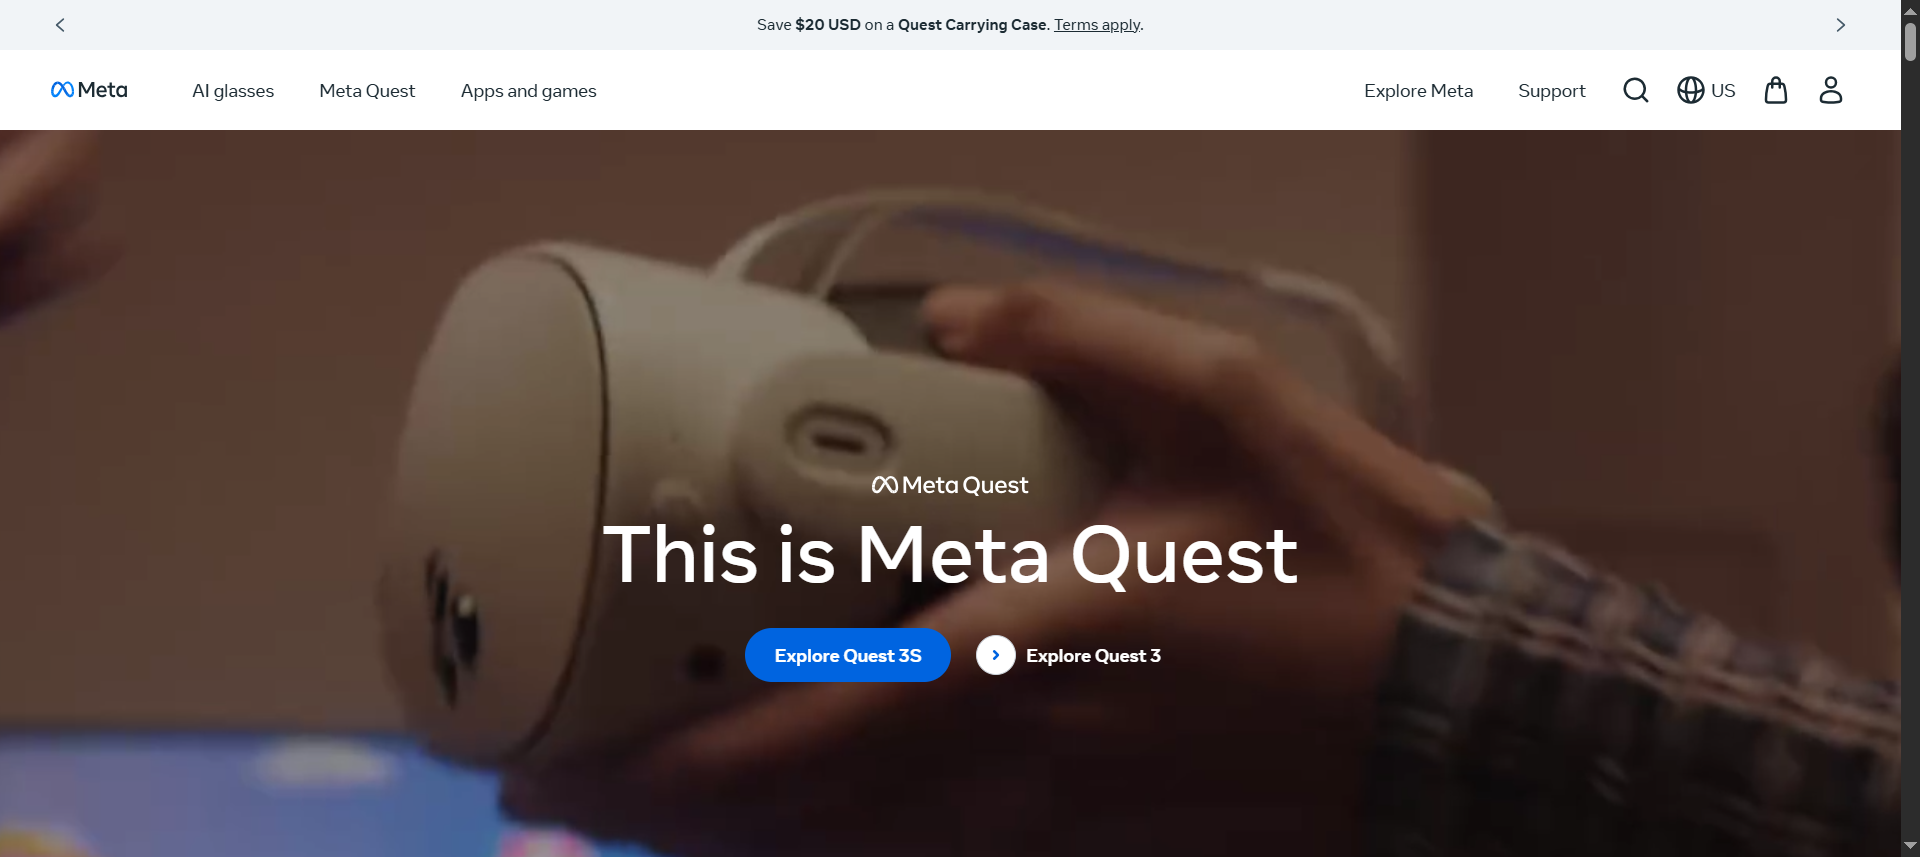 Save $20 USD on a Quest Carrying Case. Terms apply.
Meta
AI glasses
Meta Quest
Apps and games
Explore Meta
Support
US
Meta Quest
This is Meta Quest
Explore Quest 3S
Explore Quest 3